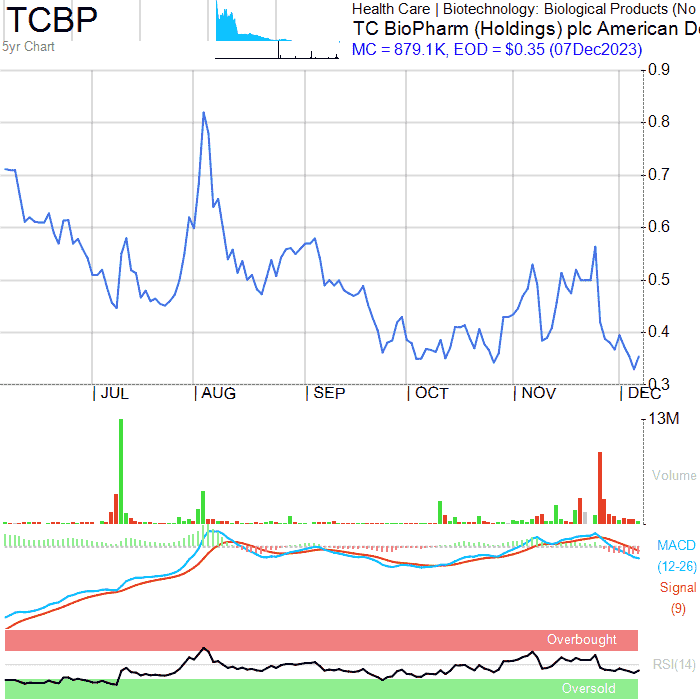 TCBP
5yr Chart
Health Care | Biotechnology: Biological Products (No
TC BioPharm (Holdings) plc American De
MC = 879.1K, EOD = $0.35 (07Dec2023)
0.9
0.8
0.7
0.6
0.5
0.4
0.3
JUL AUG SEP OCT NOV DEC
13M
Volume
MACD
(12-26)
Signal
(9)
Overbought
RSI(14)
Oversold